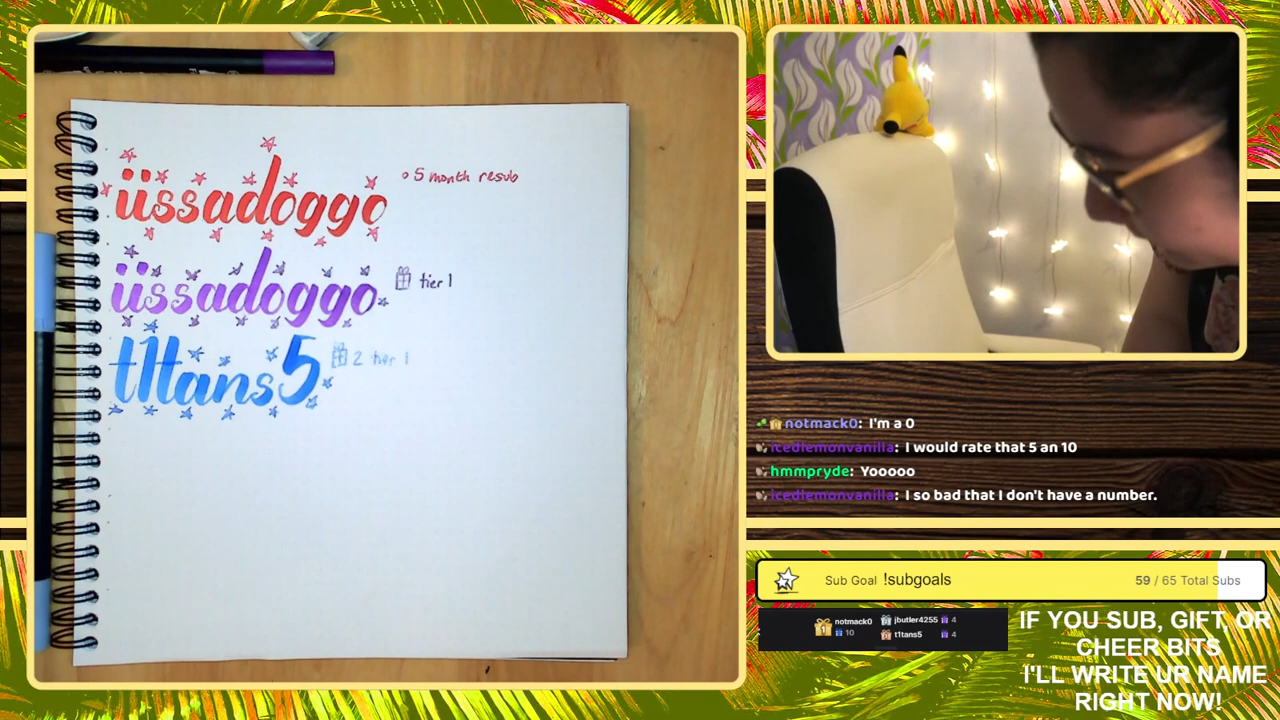 üssadoggo
5 month resub
üssadoggo
tier 1
t1tans5
2 tier 1
notmack0: I'm a 0
icedlemonvanilla: I would rate that 5 an 10
hmmpryde: Yooooo
icedlemonvanilla: I so bad that I don't have a number.
Sub Goal !subgoals 59 / 65 Total Subs
notmack0 10
jbutler4255 4
t1tans5 4
IF YOU SUB, GIFT, OR
CHEER BITS
I'LL WRITE UR NAME
RIGHT NOW!